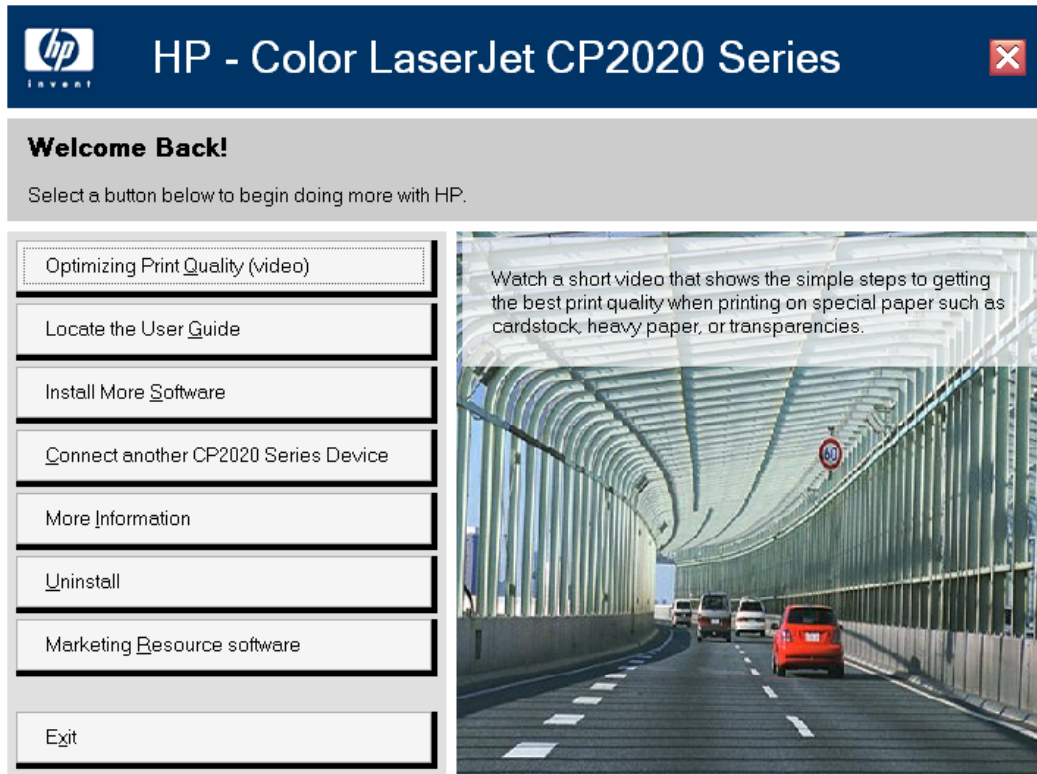 hp
invent
HP - Color LaserJet CP2020 Series
Welcome Back!
Select a button below to begin doing more with HP.
Optimizing Print Quality (video)
Locate the User Guide
Install More Software
Connect another CP2020 Series Device
More Information
Uninstall
Marketing Resource software
Exit
Watch a short video that shows the simple steps to getting
the best print quality when printing on special paper such as
cardstock, heavy paper, or transparencies.
60